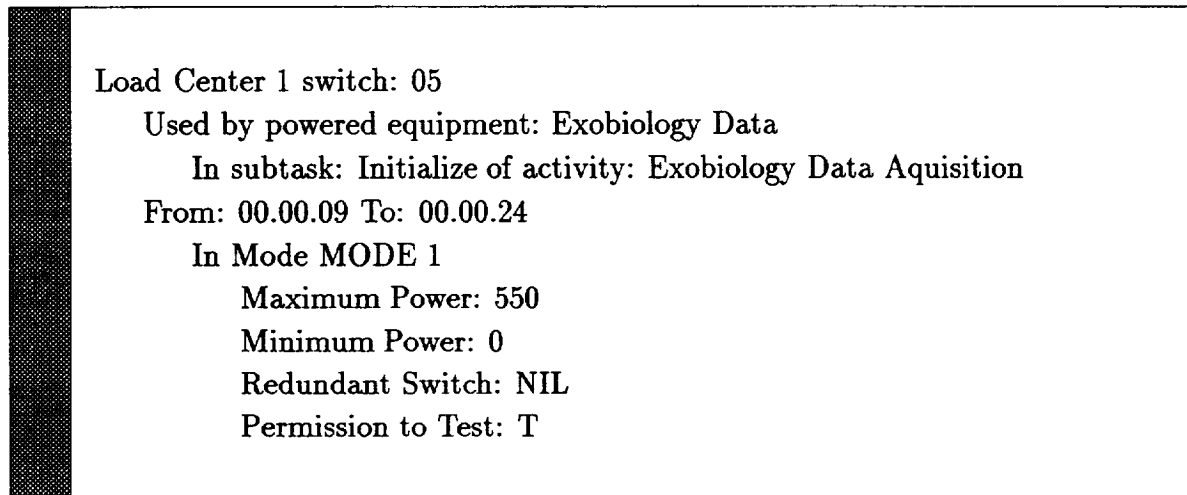 Load Center 1 switch: 05
Used by powered equipment: Exobiology Data
In subtask: Initialize of activity: Exobiology Data Aquisition
From: 00.00.09 To: 00.00.24
In Mode MODE 1
Maximum Power: 550
Minimum Power: 0
Redundant Switch: NIL
Permission to Test: T